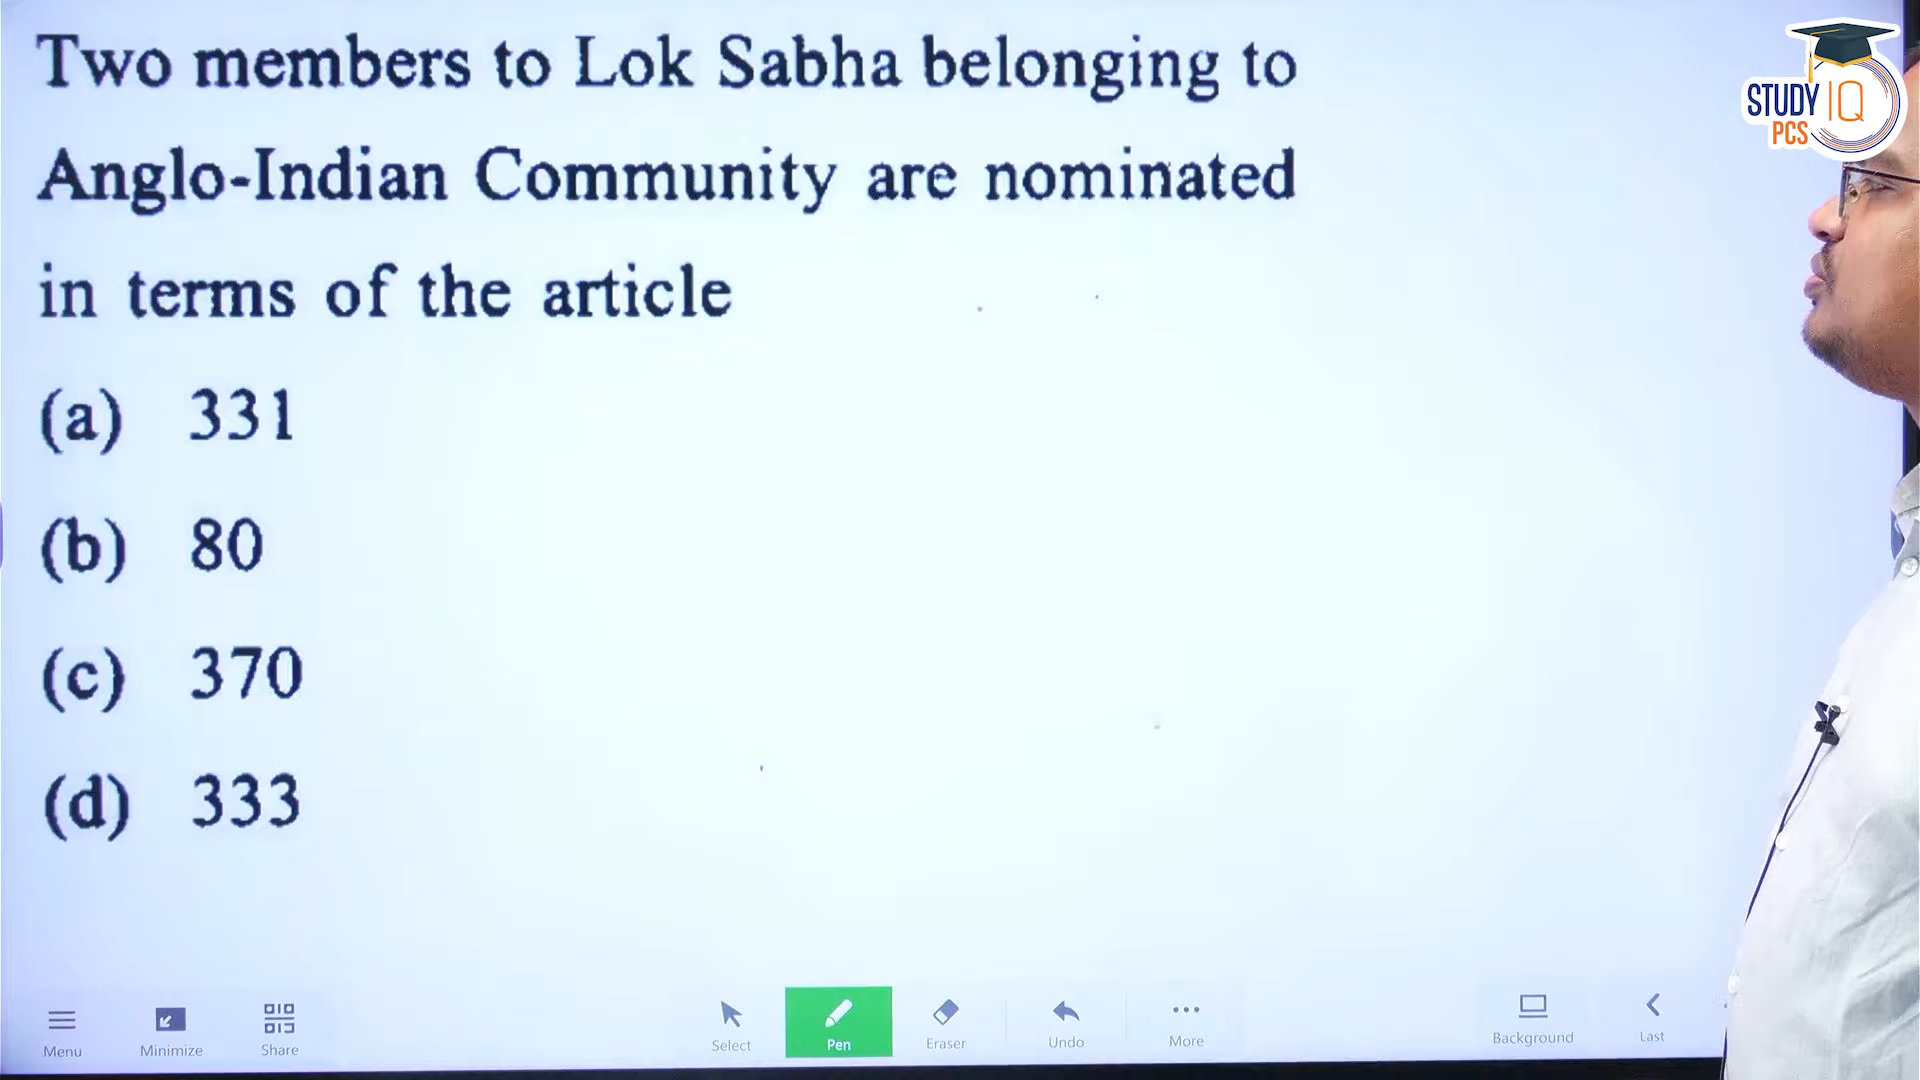 Two members to Lok Sabha belonging to
Anglo-Indian Community are nominated
in terms of the article
(a) 331
(b) 80
(c) 370
(d) 333
STUDY IQ
PCS
Menu
Minimize
Share
Select
Pen
Eraser
Undo
More
Background
Last